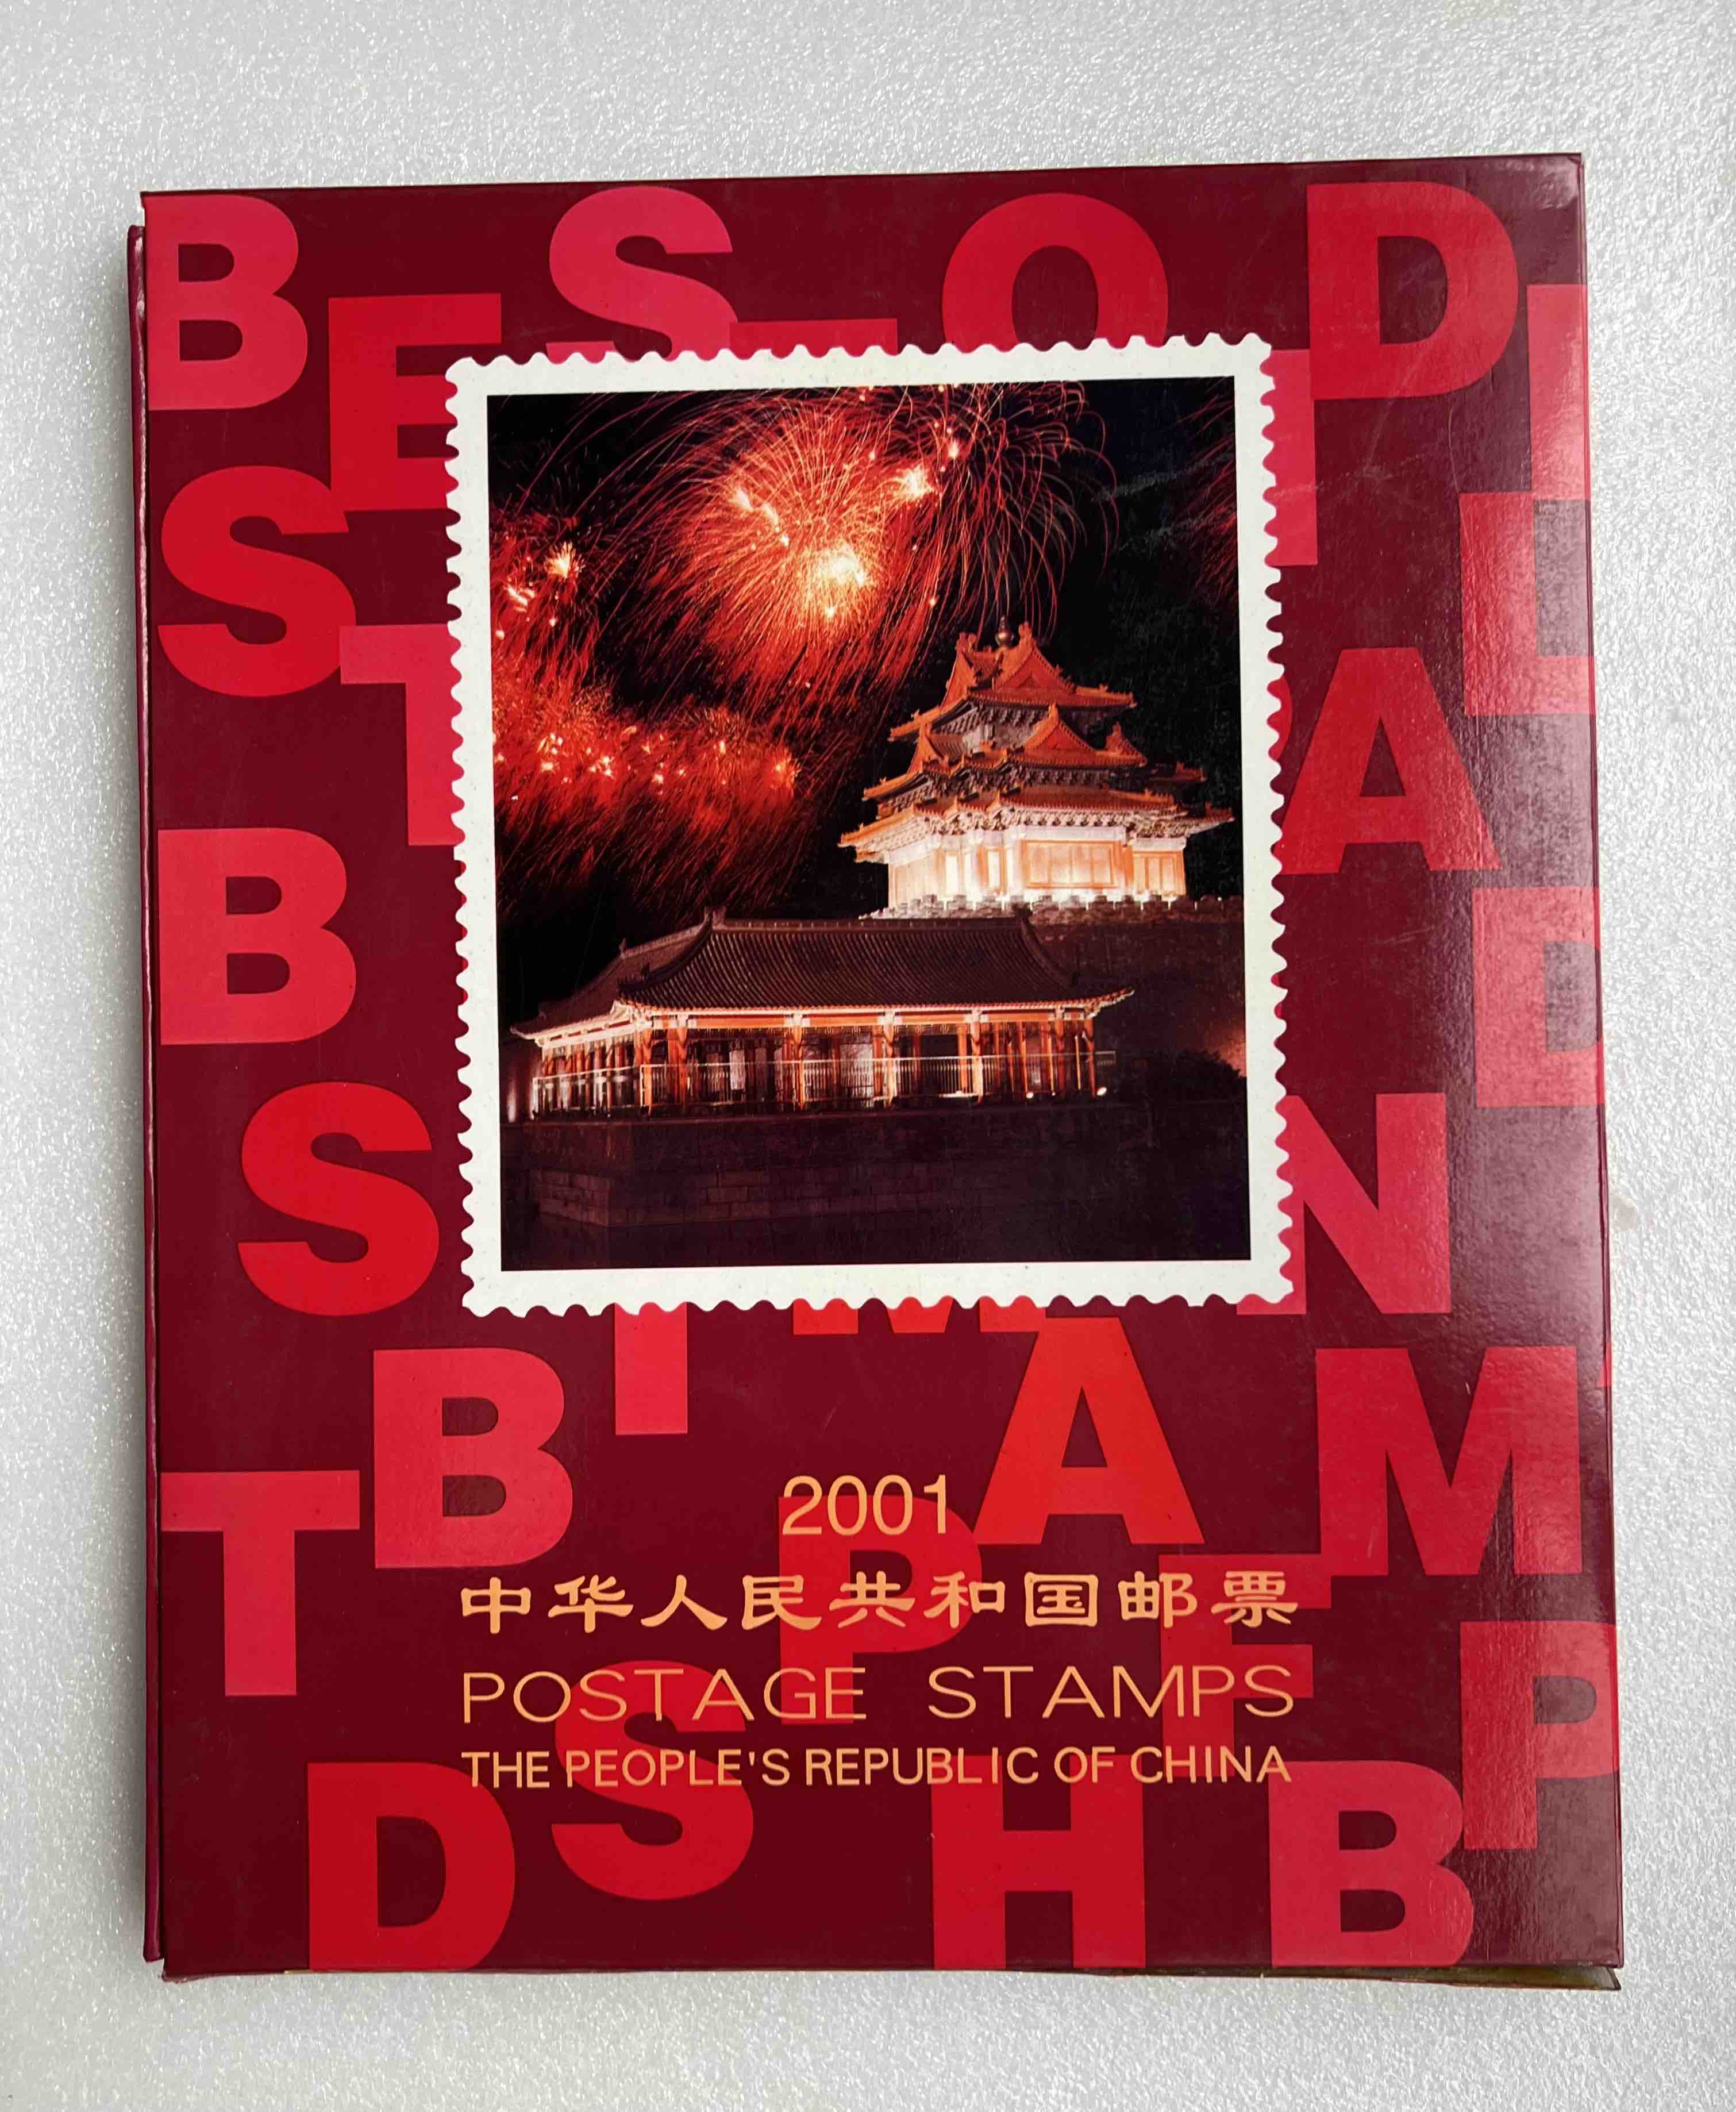 2001
中华人民共和国邮票
POSTAGE STAMPS
THE PEOPLE'S REPUBLIC OF CHINA